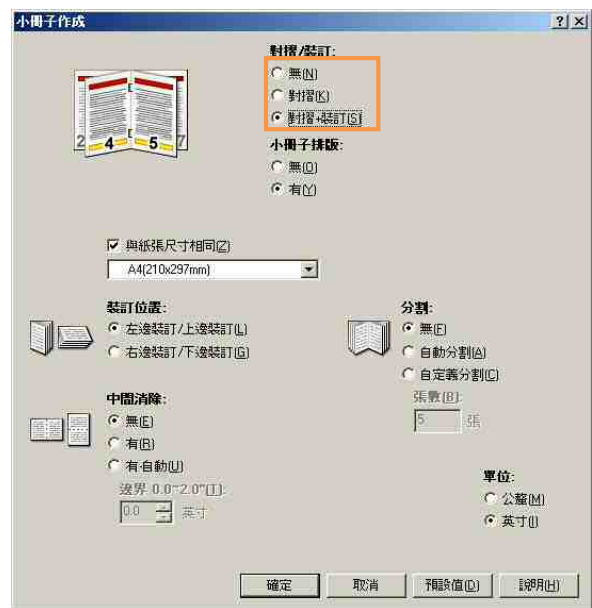 小冊子作成
對摺/裝訂:
無(N)
對摺(K)
對摺+裝訂(S)
2 4 5 7
小冊子排版:
無(O)
有(Y)
與紙張尺寸相同(Z)
A4(210x297mm)
裝訂位置:
左邊裝訂/上邊裝訂(L)
右邊裝訂/下邊裝訂(G)
分割:
無(F)
自動分割(A)
自定義分割(C)
張數(B):
5 張
中間消除:
無(E)
有(R)
有-自動(U)
邊界 0.0~2.0"(T):
0.0 英寸
單位:
公釐(M)
英寸(I)
確定 取消 預設值(D) 說明(H)